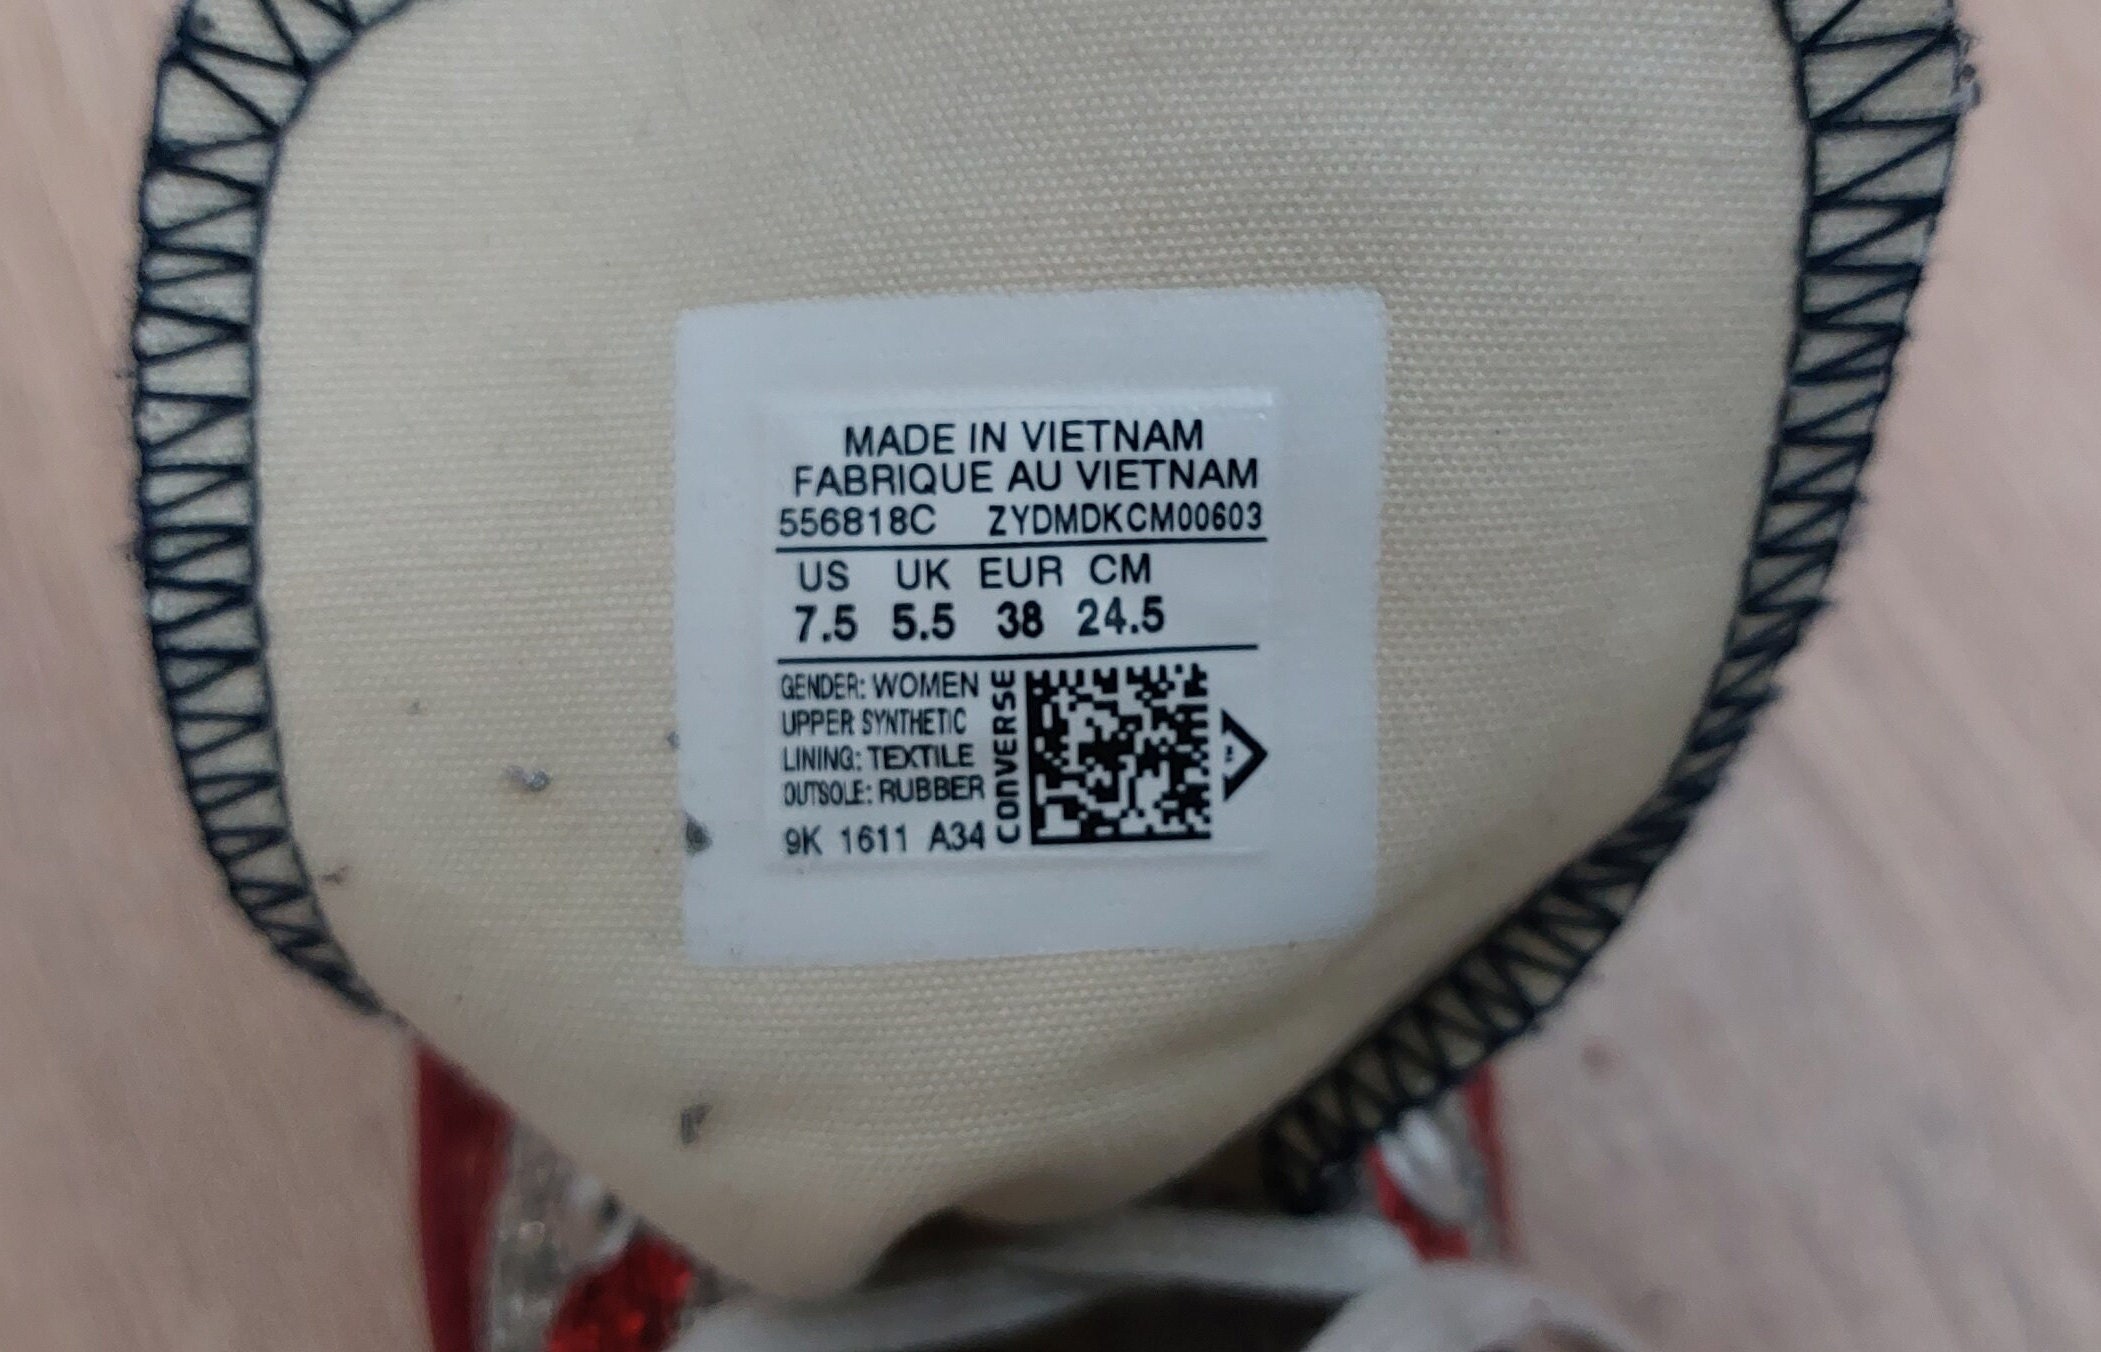 MADE IN VIETNAM
FABRIQUE AU VIETNAM
556818C ZYDMDKCM00603
US UK EUR CM
7.5 5.5 38 24.5
GENDER: WOMEN
UPPER SYNTHETIC
LINING: TEXTILE
OUTSOLE: RUBBER
9K 1611 A34
CONVERSE